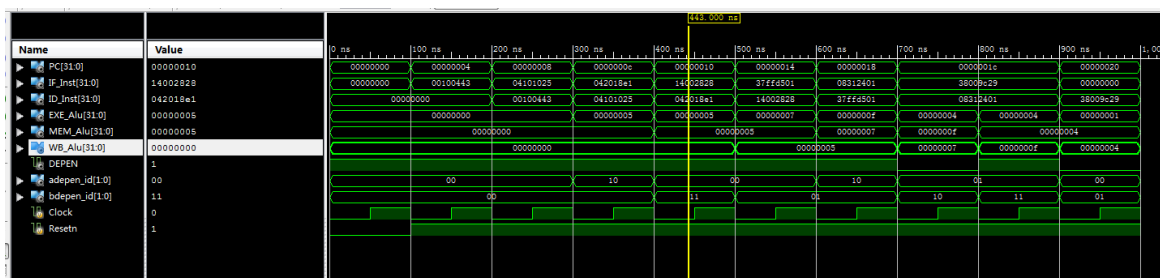 443.000 ns
Name Value 0 ns 100 ns 200 ns 300 ns 400 ns 500 ns 600 ns 700 ns 800 ns 900 ns 1,00
PC[31:0] 00000010 00000000 00000004 00000008 0000000c 00000010 00000014 00000018 0000001c 00000020
IF_Inst[31:0] 14002828 00000000 00100443 04101025 042018e1 14002828 37ffd501 08312401 38009c29 00000000
ID_Inst[31:0] 042018e1 00000000 00100443 04101025 042018e1 14002828 37ffd501 08312401 38009c29
EXE_Alu[31:0] 00000005 00000000 00000005 00000005 00000007 0000000f 00000004 00000004 00000001
MEM_Alu[31:0] 00000005 00000000 00000005 00000007 0000000f 00000004
WB_Alu[31:0] 00000000 00000000 00000005 00000007 0000000f 00000004
DEPEN 1
adepen_id[1:0] 00 00 10 00 10 01 00
bdepen_id[1:0] 11 00 11 01 10 11 01
Clock 0
Resetn 1